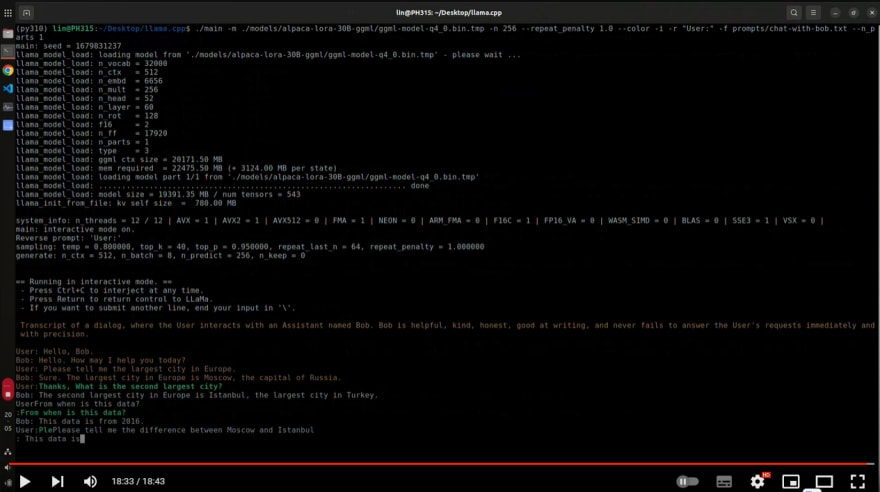 lin@PH315: ~/Desktop/llama.cpp
(py310) lin@PH315:~/Desktop/llama.cpp$ ./main -m ./models/alpaca-lora-30B-ggml/ggml-model-q4_0.bin.tmp -n 256 --repeat_penalty 1.0 --color -i -r "User:" -f prompts/chat-with-bob.txt --n_p
arts 1
main: seed = 1679831237
llama_model_load: loading model from './models/alpaca-lora-30B-ggml/ggml-model-q4_0.bin.tmp' - please wait ...
llama_model_load: n_vocab = 32000
llama_model_load: n_ctx   = 512
llama_model_load: n_embd  = 6656
llama_model_load: n_mult  = 256
llama_model_load: n_head  = 52
llama_model_load: n_layer = 60
llama_model_load: n_rot   = 128
llama_model_load: f16     = 2
llama_model_load: n_ff    = 17920
llama_model_load: n_parts = 1
llama_model_load: type    = 3
llama_model_load: ggml ctx size = 20171.50 MB
llama_model_load: mem required  = 22475.50 MB (+ 3124.00 MB per state)
llama_model_load: loading model part 1/1 from './models/alpaca-lora-30B-ggml/ggml-model-q4_0.bin.tmp'
llama_model_load: ................................................................... done
llama_model_load: model size = 19391.35 MB / num tensors = 543
llama_init_from_file: kv self size  =  780.00 MB
system_info: n_threads = 12 / 12 | AVX = 1 | AVX2 = 1 | AVX512 = 0 | FMA = 1 | NEON = 0 | ARM_FMA = 0 | F16C = 1 | FP16_VA = 0 | WASM_SIMD = 0 | BLAS = 0 | SSE3 = 1 | VSX = 0 |
main: interactive mode on.
Reverse prompt: 'User:'
sampling: temp = 0.800000, top_k = 40, top_p = 0.950000, repeat_last_n = 64, repeat_penalty = 1.000000
generate: n_ctx = 512, n_batch = 8, n_predict = 256, n_keep = 0
== Running in interactive mode. ==
- Press Ctrl+C to interject at any time.
- Press Return to return control to LLaMa.
- If you want to submit another line, end your input in '\'.
Transcript of a dialog, where the User interacts with an Assistant named Bob. Bob is helpful, kind, honest, good at writing, and never fails to answer the User's requests immediately and
with precision.
User: Hello, Bob.
Bob: Hello. How may I help you today?
User: Please tell me the largest city in Europe.
Bob: Sure. The largest city in Europe is Moscow, the capital of Russia.
User:Thanks, What is the second largest city?
Bob: The second largest city in Europe is Istanbul, the largest city in Turkey.
UserFrom when is this data?
:From when is this data?
Bob: This data is from 2016.
User:PlePlease tell me the difference between Moscow and Istanbul
: This data is
20
05
18:33 / 18:43
HD